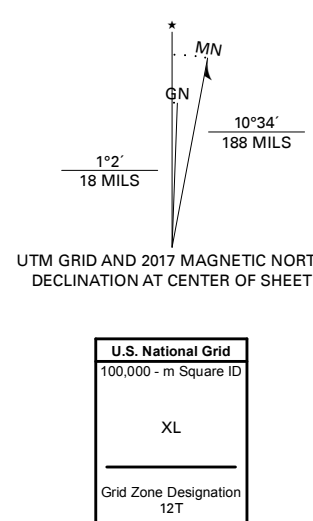 ★
MN
GN
10°34´
188 MILS
1°2´
18 MILS
UTM GRID AND 2017 MAGNETIC NORT
DECLINATION AT CENTER OF SHEET
U.S. National Grid
100,000 - m Square ID
XL
Grid Zone Designation
12T